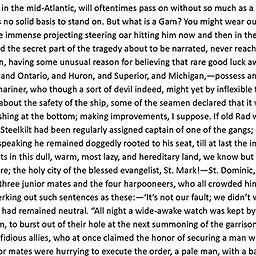 in the mid-Atlantic, will oftentimes pass on without so much as a
s no solid basis to stand on. But what is a Gam? You might wear ou
e immense projecting steering oar hitting him now and then in the
d the secret part of the tragedy about to be narrated, never reach
n, having some unusual reason for believing that rare good luck av
and Ontario, and Huron, and Superior, and Michigan,—possess an
nariner, who though a sort of devil indeed, might yet by inflexible f
about the safety of the ship, some of the seamen declared that it w
shing at the bottom; making improvements, I suppose. If old Rad w
Steelkilt had been regularly assigned captain of one of the gangs;
speaking he remained doggedly rooted to his seat, till at last the in
ts in this dull, warm, most lazy, and hereditary land, we know but
re; the holy city of the blessed evangelist, St. Mark!—St. Dominic,
three junior mates and the four harpooneers, who all crowded him
erking out such sentences as these:—‘It’s not our fault; we didn’t w
had remained neutral. “All night a wide-awake watch was kept by
m, to burst out of their hole at the next summoning of the garrison
fidious allies, who at once claimed the honor of securing a man w
or mates were hurrying to execute the order, a pale man, with a ba